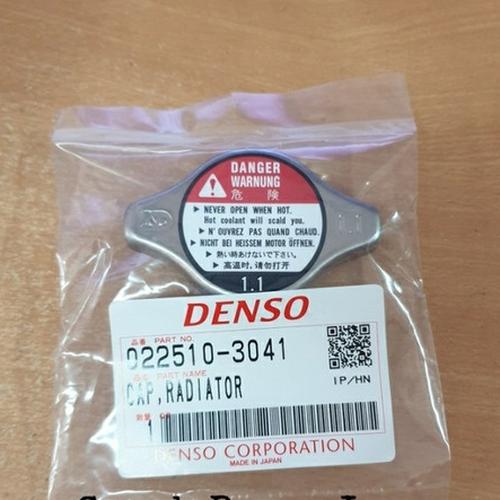 DANGER
WARNUNG
危 険
▶ NEVER OPEN WHEN HOT.
Hot coolant will scald you.
▶ N'OUVREZ PAS QUAND CHAUD.
▶ NICHT BEI HEISSEM MOTOR ÖFFNEN.
▶ 熱い時あけないで下さい。
▶ 高温时,请勿打开
1.1
1.1
DENSO
品番 PART NO.
022510-3041
品名 PART NAME
CAP,RADIATOR
1P/HN
数量
1
DENSO CORPORATION
MADE IN JAPAN